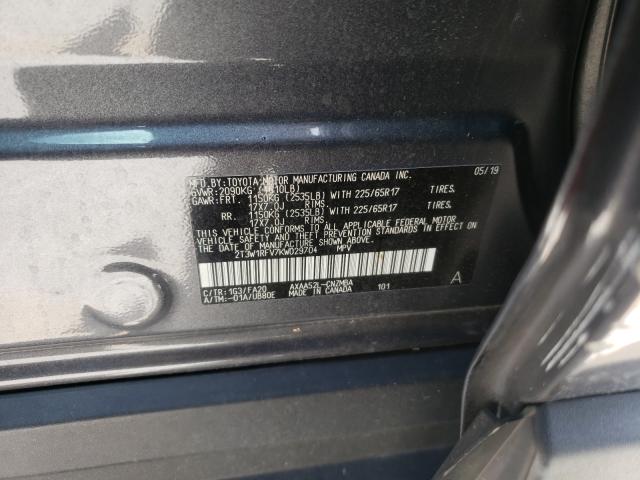 MFD. BY: TOYOTA MOTOR MANUFACTURING CANADA INC. 05/19
GVWR: 2090KG (4610LB)
GAWR: FRT. 1150KG (2535LB) WITH 225/65R17 TIRES.
17X7.0J RIMS.
RR. 1150KG (2535LB) WITH 225/65R17 TIRES.
17X7.0J RIMS.
THIS VEHICLE CONFORMS TO ALL APPLICABLE FEDERAL MOTOR
VEHICLE SAFETY AND THEFT PREVENTION STANDARDS IN EFFECT ON
THE DATE OF MANUFACTURE SHOWN ABOVE.
2T3W1RFV7KW029704 MPV
C/TR: 1G3/FA20 AXAA52L-CNZMBA A
A/TM: -01A/UB80E MADE IN CANADA 101